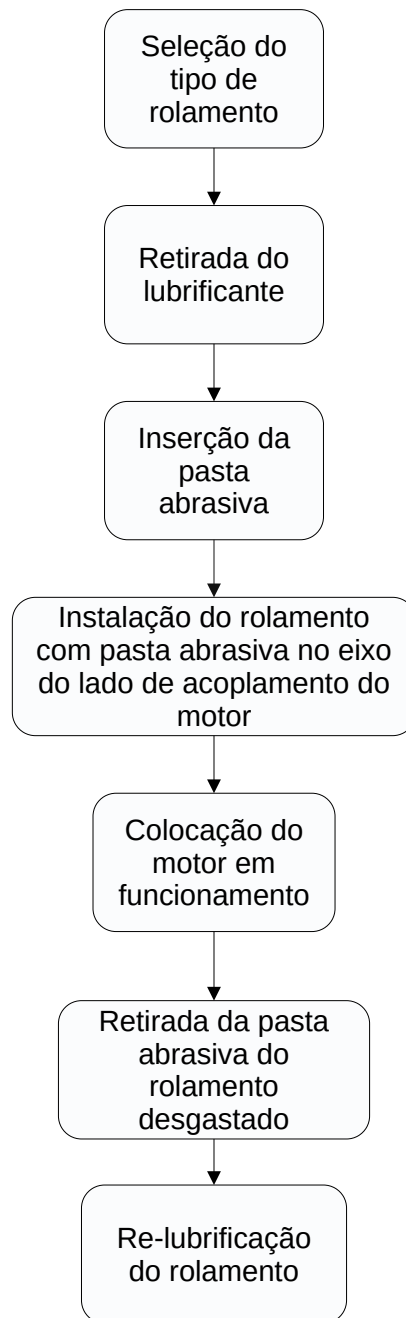 Seleção do
tipo de
rolamento
Retirada do
lubrificante
Inserção da
pasta
abrasiva
Instalação do rolamento
com pasta abrasiva no eixo
do lado de acoplamento do
motor
Colocação do
motor em
funcionamento
Retirada da pasta
abrasiva do
rolamento
desgastado
Re-lubrificação
do rolamento